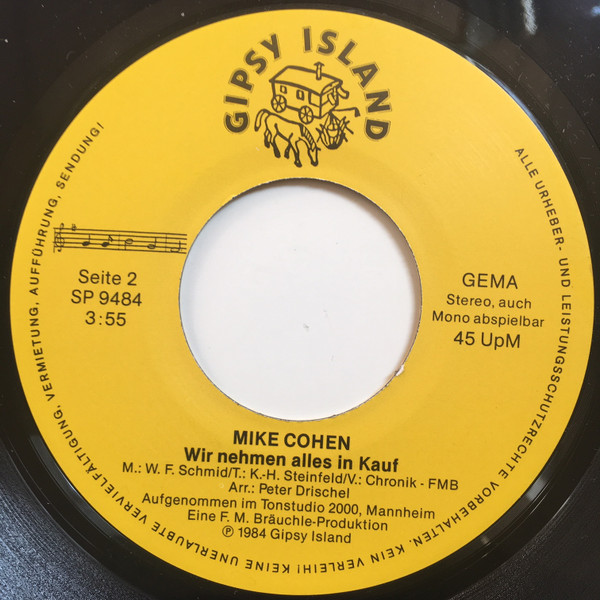 GIPSY ISLAND
Seite 2
SP 9484
3:55
GEMA
Stereo, auch
Mono abspielbar
45 UpM
MIKE COHEN
Wir nehmen alles in Kauf
M.: W. F. Schmid/T.: K.-H. Steinfeld/V.: Chronik - FMB
Arr.: Peter Drischel
Aufgenommen im Tonstudio 2000, Mannheim
Eine F. M. Bräuchle-Produktion
Ⓟ 1984 Gipsy Island
ALLE URHEBER- UND LEISTUNGSSCHUTZRECHTE VORBEHALTEN. KEIN VERLEIH! KEINE UNERLAUBTE VERVIELFÄLTIGUNG, VERMIETUNG, AUFFÜHRUNG, SENDUNG!